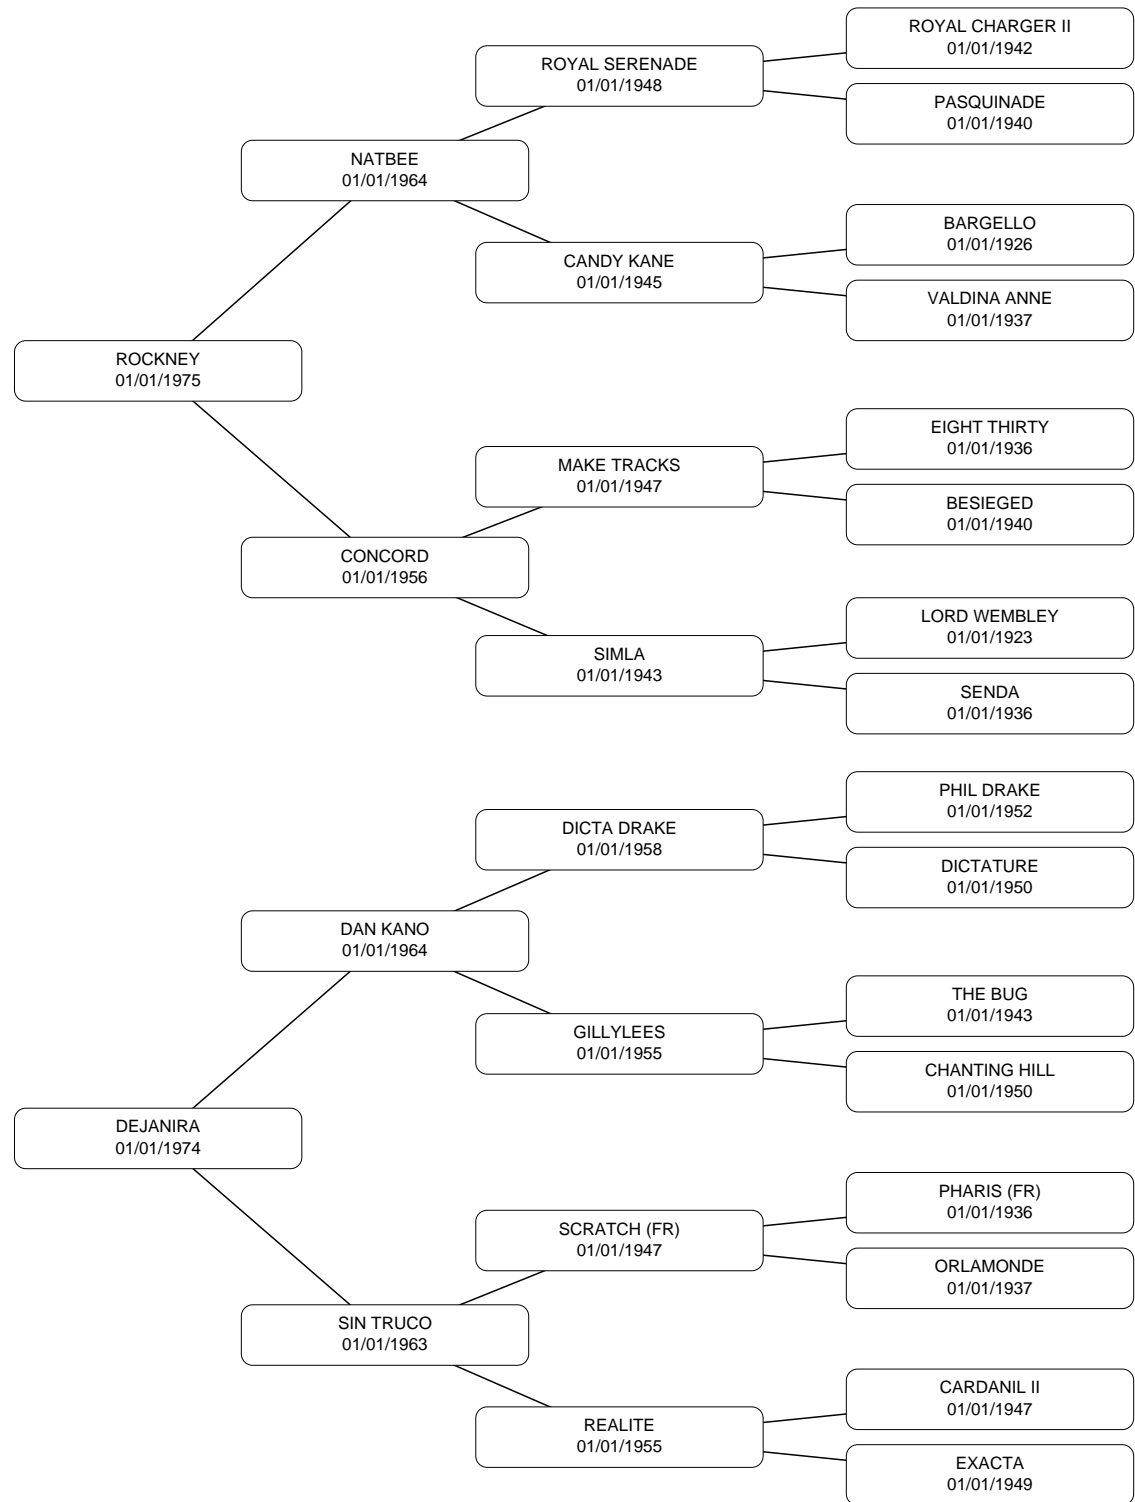 ROYAL CHARGER II
01/01/1942
ROYAL SERENADE
01/01/1948
PASQUINADE
01/01/1940
NATBEE
01/01/1964
BARGELLO
01/01/1926
CANDY KANE
01/01/1945
VALDINA ANNE
01/01/1937
ROCKNEY
01/01/1975
EIGHT THIRTY
01/01/1936
MAKE TRACKS
01/01/1947
BESIEGED
01/01/1940
CONCORD
01/01/1956
LORD WEMBLEY
01/01/1923
SIMLA
01/01/1943
SENDA
01/01/1936
PHIL DRAKE
01/01/1952
DICTA DRAKE
01/01/1958
DICTATURE
01/01/1950
DAN KANO
01/01/1964
THE BUG
01/01/1943
GILLYLEES
01/01/1955
CHANTING HILL
01/01/1950
DEJANIRA
01/01/1974
PHARIS (FR)
01/01/1936
SCRATCH (FR)
01/01/1947
ORLAMONDE
01/01/1937
SIN TRUCO
01/01/1963
CARDANIL II
01/01/1947
REALITE
01/01/1955
EXACTA
01/01/1949